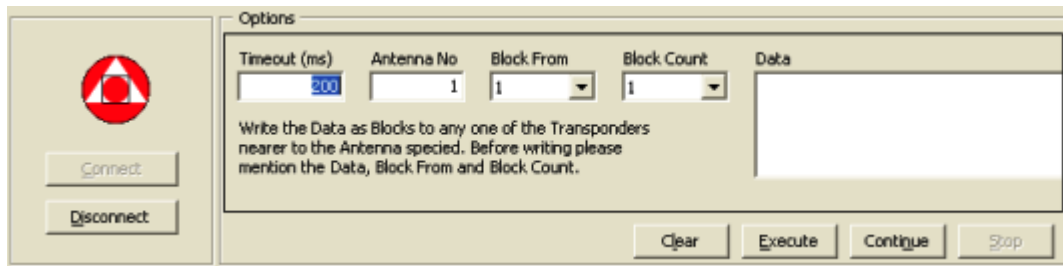 Options
Timeout (ms) Antenna No Block From Block Count Data
200 1 1 1
Write the Data as Blocks to any one of the Transponders
nearer to the Antenna specied. Before writing please
mention the Data, Block From and Block Count.
Connect
Disconnect
Clear Execute Continue Stop